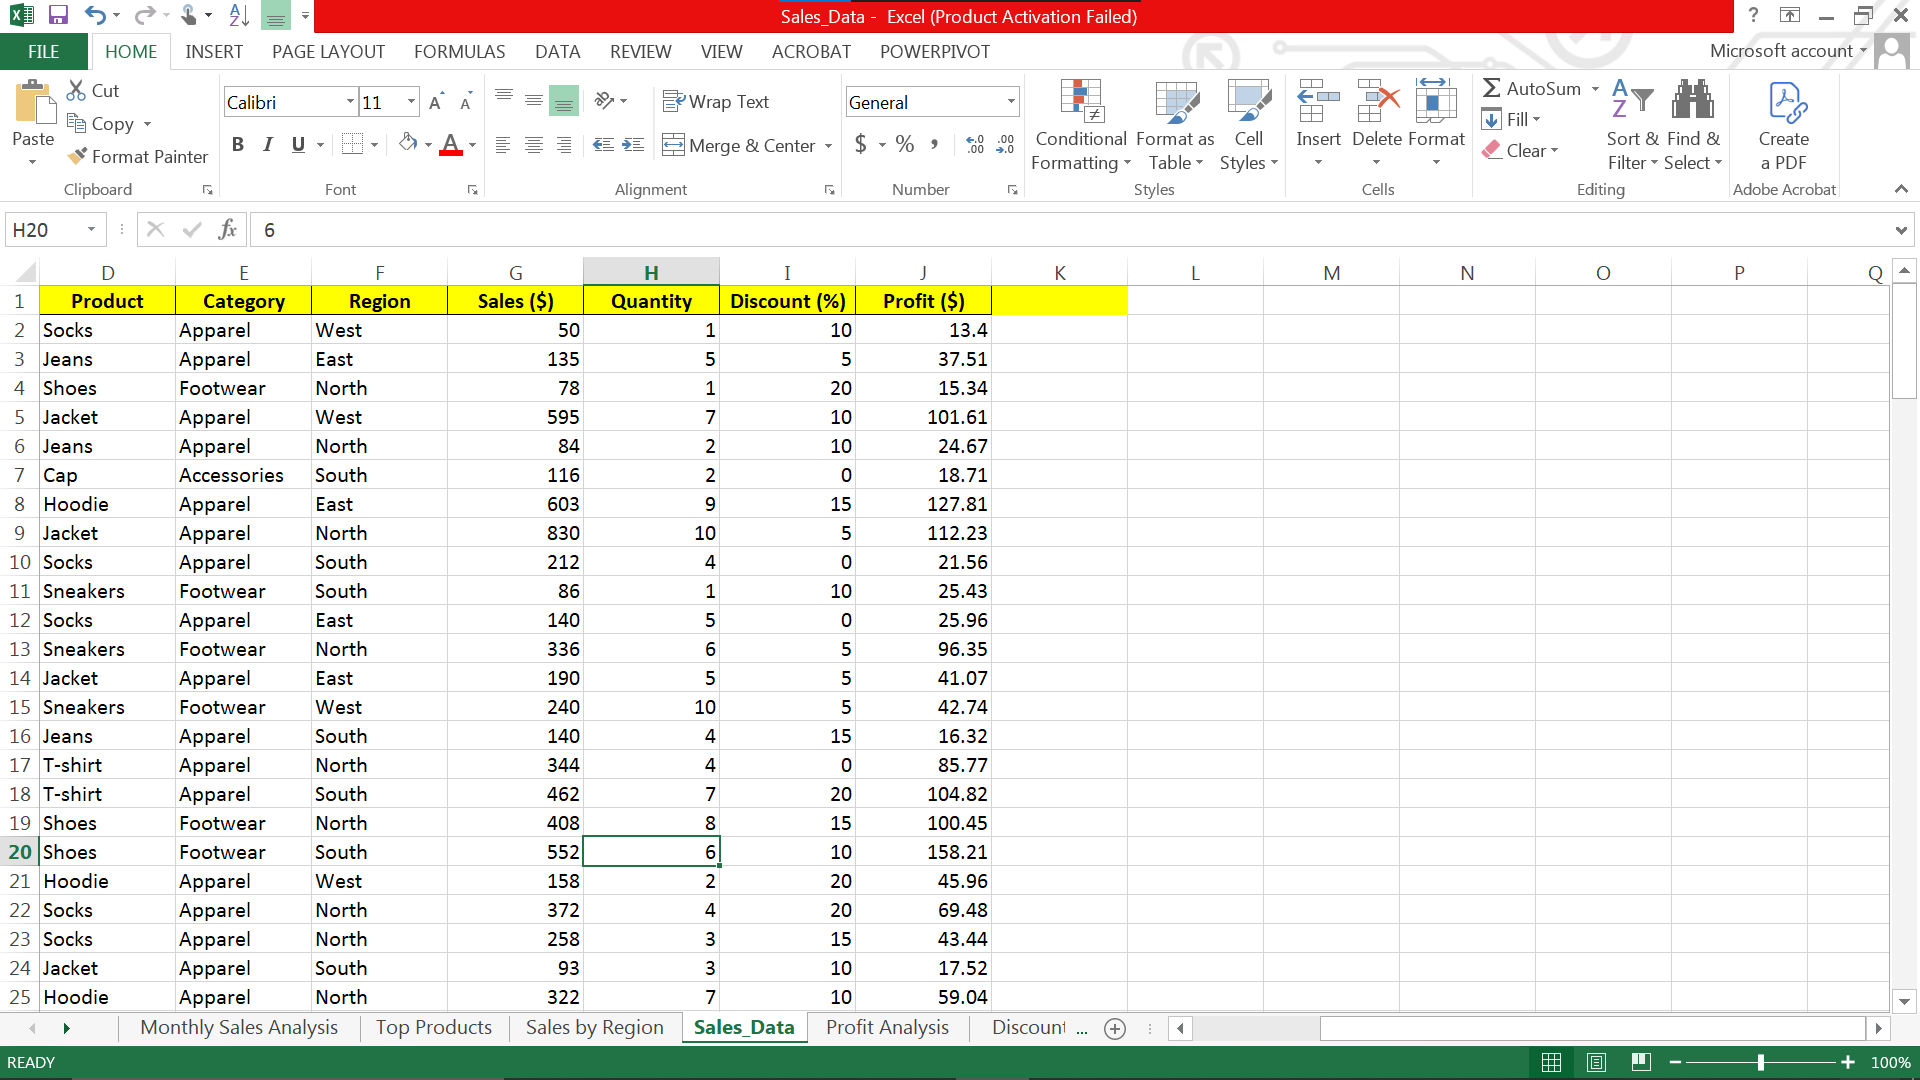 Sales_Data - Excel (Product Activation Failed)
FILE HOME INSERT PAGE LAYOUT FORMULAS DATA REVIEW VIEW ACROBAT POWERPIVOT Microsoft account
Paste Cut Copy Format Painter
Clipboard
Calibri 11
B I U A
Font
Wrap Text
Merge & Center
Alignment
General
$ % ,
Number
Conditional Formatting
Format as Table
Cell Styles
Styles
Insert Delete Format
Cells
AutoSum
Fill
Clear
Sort & Filter
Find & Select
Editing
Create a PDF
Adobe Acrobat
H20 fx 6
D E F G H I J K L M N O P Q
1 Product Category Region Sales ($) Quantity Discount (%) Profit ($)
2 Socks Apparel West 50 1 10 13.4
3 Jeans Apparel East 135 5 5 37.51
4 Shoes Footwear North 78 1 20 15.34
5 Jacket Apparel West 595 7 10 101.61
6 Jeans Apparel North 84 2 10 24.67
7 Cap Accessories South 116 2 0 18.71
8 Hoodie Apparel East 603 9 15 127.81
9 Jacket Apparel North 830 10 5 112.23
10 Socks Apparel South 212 4 0 21.56
11 Sneakers Footwear South 86 1 10 25.43
12 Socks Apparel East 140 5 0 25.96
13 Sneakers Footwear North 336 6 5 96.35
14 Jacket Apparel East 190 5 5 41.07
15 Sneakers Footwear West 240 10 5 42.74
16 Jeans Apparel South 140 4 15 16.32
17 T-shirt Apparel North 344 4 0 85.77
18 T-shirt Apparel South 462 7 20 104.82
19 Shoes Footwear North 408 8 15 100.45
20 Shoes Footwear South 552 6 10 158.21
21 Hoodie Apparel West 158 2 20 45.96
22 Socks Apparel North 372 4 20 69.48
23 Socks Apparel North 258 3 15 43.44
24 Jacket Apparel South 93 3 10 17.52
25 Hoodie Apparel North 322 7 10 59.04
Monthly Sales Analysis Top Products Sales by Region Sales_Data Profit Analysis Discount ...
READY 100%